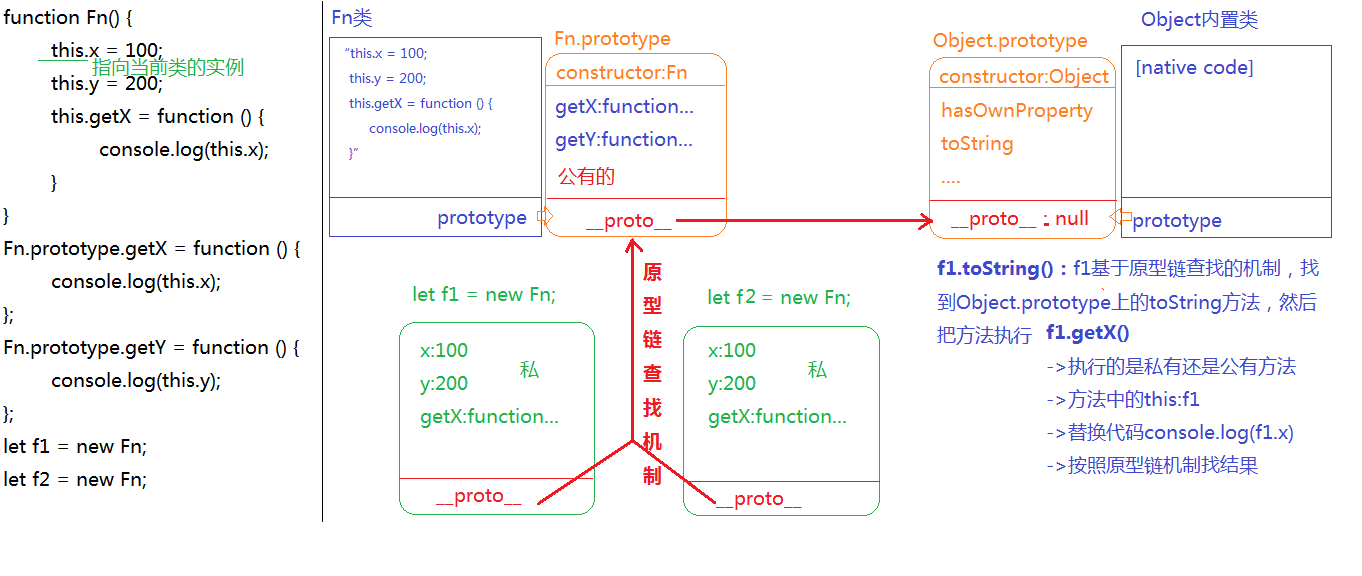 function Fn() {
this.x = 100;
指向当前类的实例
this.y = 200;
this.getX = function () {
console.log(this.x);
}
}
Fn.prototype.getX = function () {
console.log(this.x);
};
Fn.prototype.getY = function () {
console.log(this.y);
};
let f1 = new Fn;
let f2 = new Fn;
Fn类
“this.x = 100;
this.y = 200;
this.getX = function () {
console.log(this.x);
}”
prototype
Fn.prototype
constructor:Fn
getX:function...
getY:function...
公有的
__proto__
Object.prototype
constructor:Object
hasOwnProperty
toString
....
__proto__ : null
Object内置类
[native code]
prototype
let f1 = new Fn;
x:100
私
y:200
getX:function...
__proto__
原型链查找机制
let f2 = new Fn;
x:100
私
y:200
getX:function...
__proto__
f1.toString()：f1基于原型链查找的机制，找
到Object.prototype上的toString方法，然后
把方法执行
f1.getX()
->执行的是私有还是公有方法
->方法中的this:f1
->替换代码console.log(f1.x)
->按照原型链机制找结果